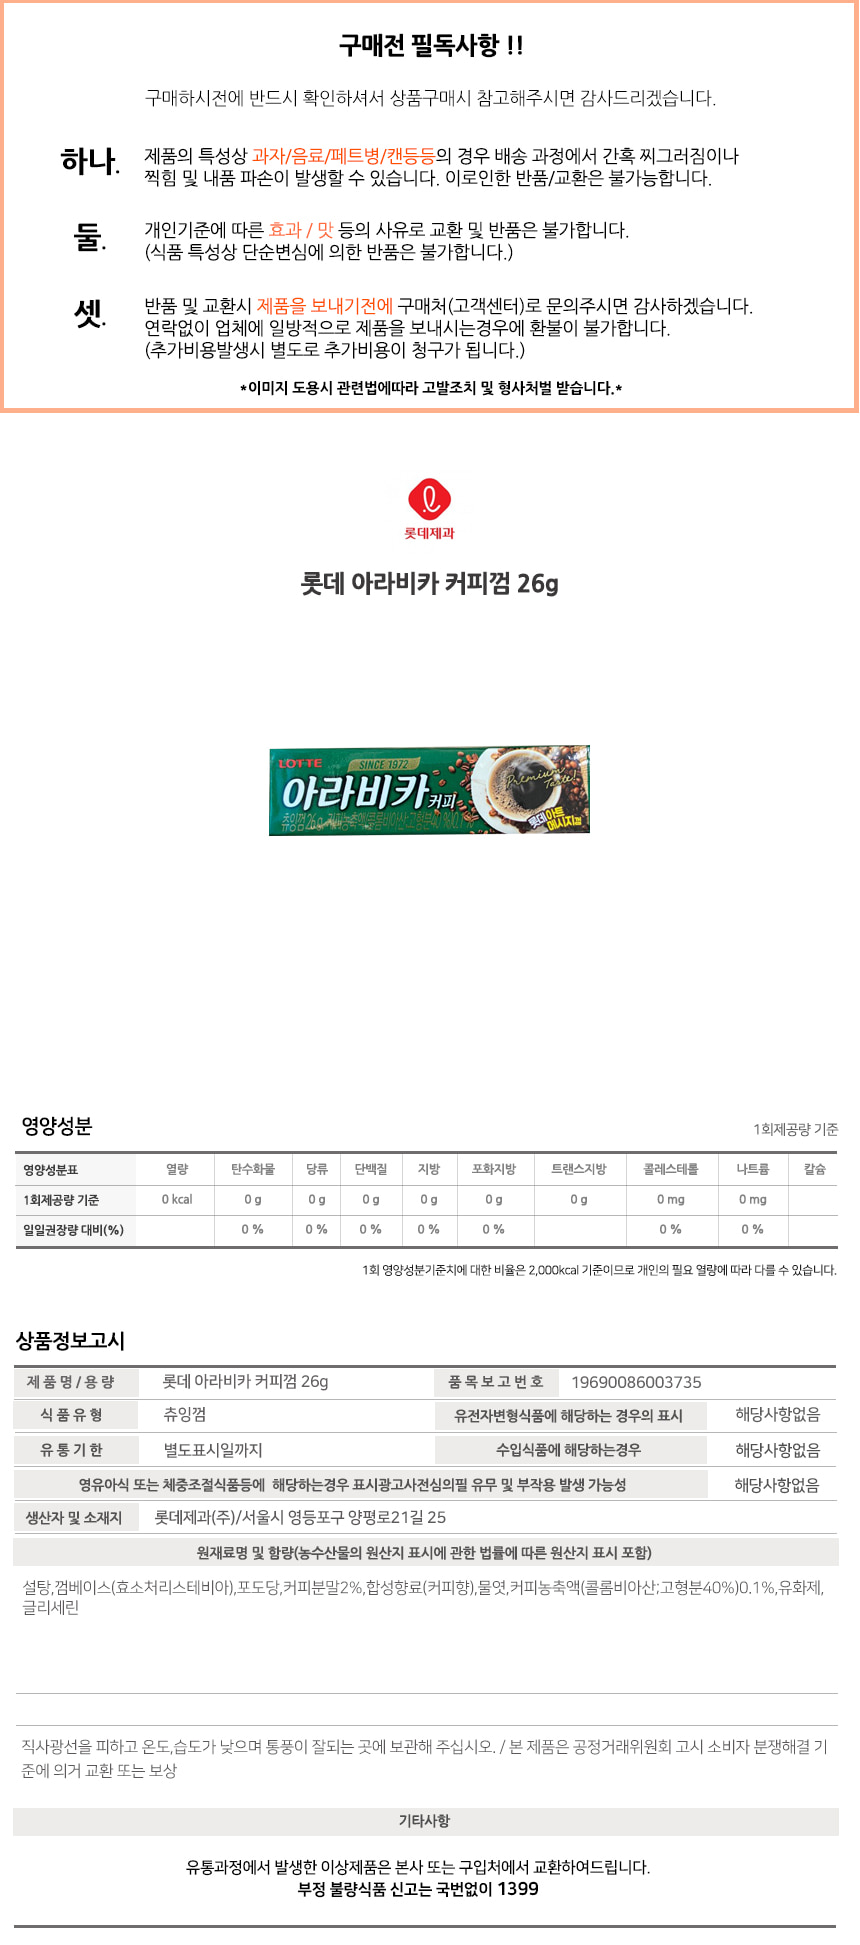 구매전 필독사항 !!
구매하시전에 반드시 확인하셔서 상품구매시 참고해주시면 감사드리겠습니다.
하나. 제품의 특성상 과자/음료/페트병/캔등등의 경우 배송 과정에서 간혹 찌그러짐이나
찍힘 및 내품 파손이 발생할 수 있습니다. 이로인한 반품/교환은 불가능합니다.
둘. 개인기준에 따른 효과 / 맛 등의 사유로 교환 및 반품은 불가합니다.
(식품 특성상 단순변심에 의한 반품은 불가합니다.)
셋. 반품 및 교환시 제품을 보내기전에 구매처(고객센터)로 문의주시면 감사하겠습니다.
연락없이 업체에 일방적으로 제품을 보내시는경우에 환불이 불가합니다.
(추가비용발생시 별도로 추가비용이 청구가 됩니다.)
*이미지 도용시 관련법에따라 고발조치 및 형사처벌 받습니다.*
롯데제과
롯데 아라비카 커피껌 26g
LOTTE
SINCE 1972
Premium Taste!
아라비카 커피
츄잉껌 26 g, 커피농축액(콜롬비아산:고형분40%)0.1%
롯데 아트
메시지껌
영양성분
1회제공량 기준
영양성분표 열량 탄수화물 당류 단백질 지방 포화지방 트랜스지방 콜레스테롤 나트륨 칼슘
1회제공량 기준 0 kcal 0 g 0 g 0 g 0 g 0 g 0 g 0 mg 0 mg
일일권장량 대비(%) 0 % 0 % 0 % 0 % 0 % 0 % 0 %
1회 영양성분기준치에 대한 비율은 2,000kcal 기준이므로 개인의 필요 열량에 따라 다를 수 있습니다.
상품정보고시
제 품 명 / 용 량 롯데 아라비카 커피껌 26g 품 목 보 고 번 호 19690086003735
식 품 유 형 츄잉껌 유전자변형식품에 해당하는 경우의 표시 해당사항없음
유 통 기 한 별도표시일까지 수입식품에 해당하는경우 해당사항없음
영유아식 또는 체중조절식품등에 해당하는경우 표시광고사전심의필 유무 및 부작용 발생 가능성 해당사항없음
생산자 및 소재지 롯데제과(주)/서울시 영등포구 양평로21길 25
원재료명 및 함량(농수산물의 원산지 표시에 관한 법률에 따른 원산지 표시 포함)
설탕,껌베이스(효소처리스테비아),포도당,커피분말2%,합성향료(커피향),물엿,커피농축액(콜롬비아산;고형분40%)0.1%,유화제,
글리세린
직사광선을 피하고 온도,습도가 낮으며 통풍이 잘되는 곳에 보관해 주십시오. / 본 제품은 공정거래위원회 고시 소비자 분쟁해결 기
준에 의거 교환 또는 보상
기타사항
유통과정에서 발생한 이상제품은 본사 또는 구입처에서 교환하여드립니다.
부정 불량식품 신고는 국번없이 1399